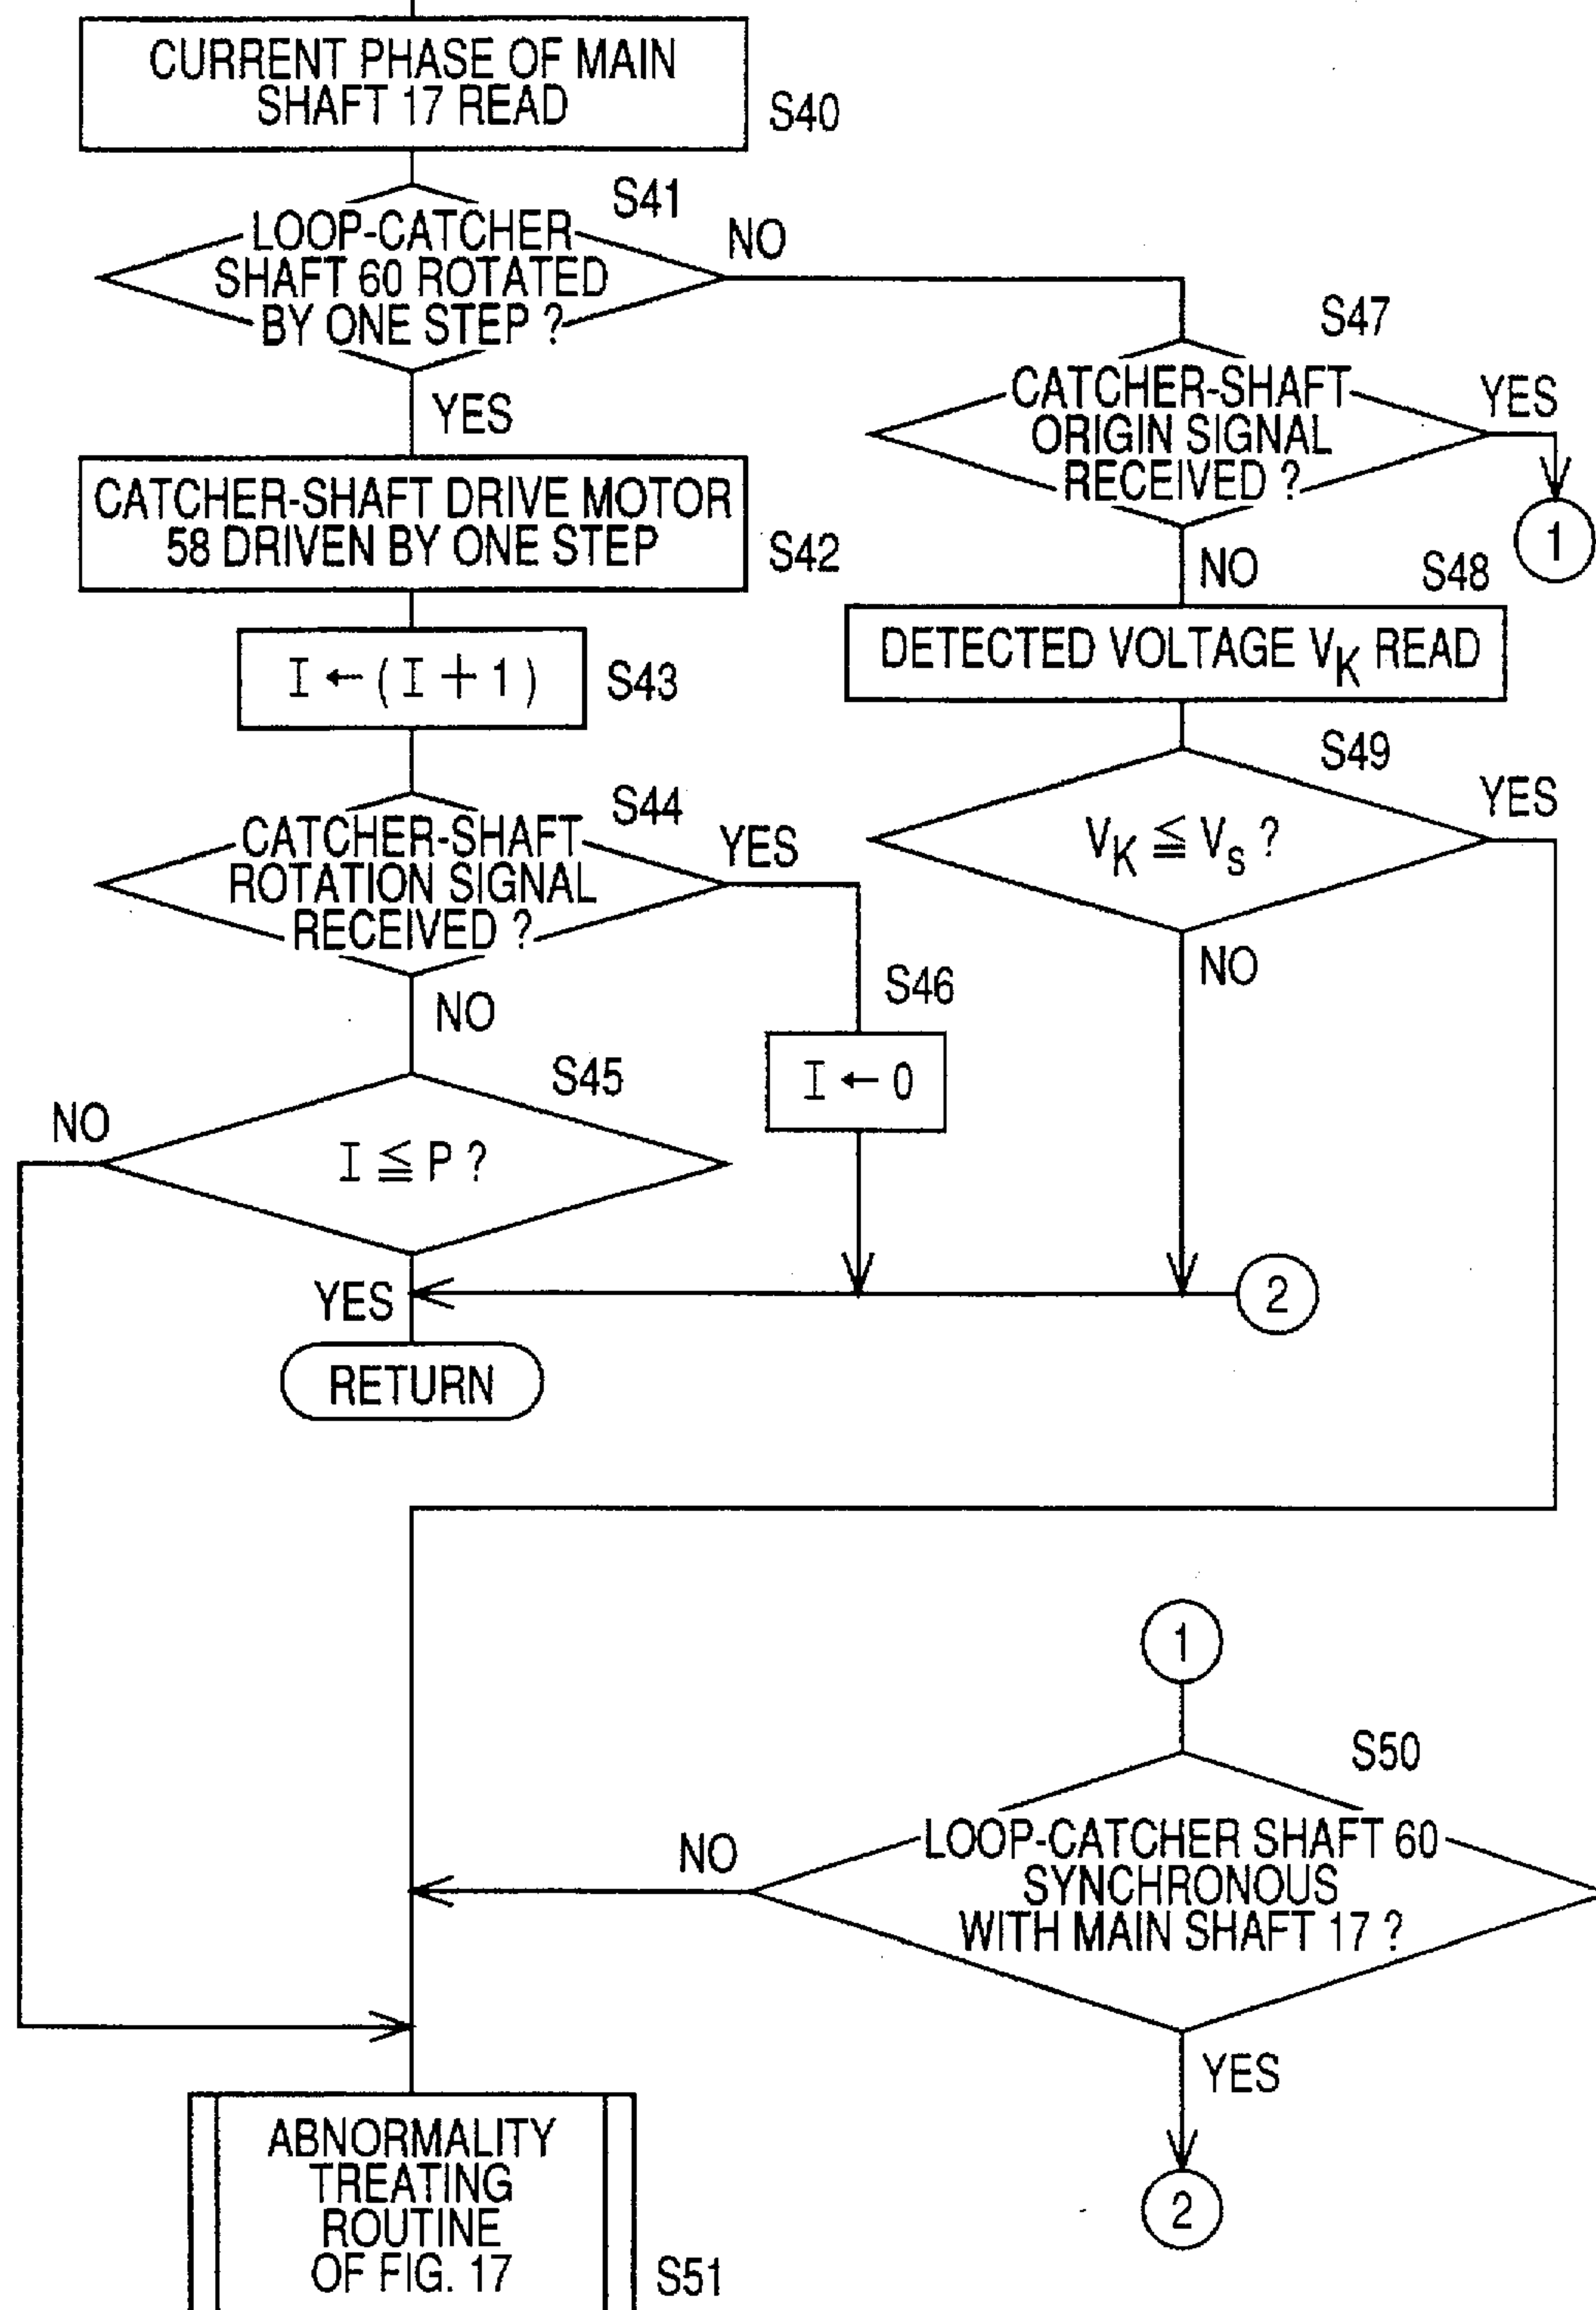 CURRENT PHASE OF MAIN
SHAFT 17 READ
S40
S41
LOOP-CATCHER
SHAFT 60 ROTATED
BY ONE STEP ?
NO
YES
S47
CATCHER-SHAFT
ORIGIN SIGNAL
RECEIVED ?
YES
1
NO
CATCHER-SHAFT DRIVE MOTOR
58 DRIVEN BY ONE STEP
S42
S48
DETECTED VOLTAGE VK READ
I ← (I + 1)
S43
S49
VK ≦ Vs ?
YES
NO
S44
CATCHER-SHAFT
ROTATION SIGNAL
RECEIVED ?
YES
NO
S46
I ← 0
S45
I ≦ P ?
NO
YES
2
RETURN
1
S50
LOOP-CATCHER SHAFT 60
SYNCHRONOUS
WITH MAIN SHAFT 17 ?
NO
YES
2
ABNORMALITY
TREATING
ROUTINE
OF FIG. 17
S51